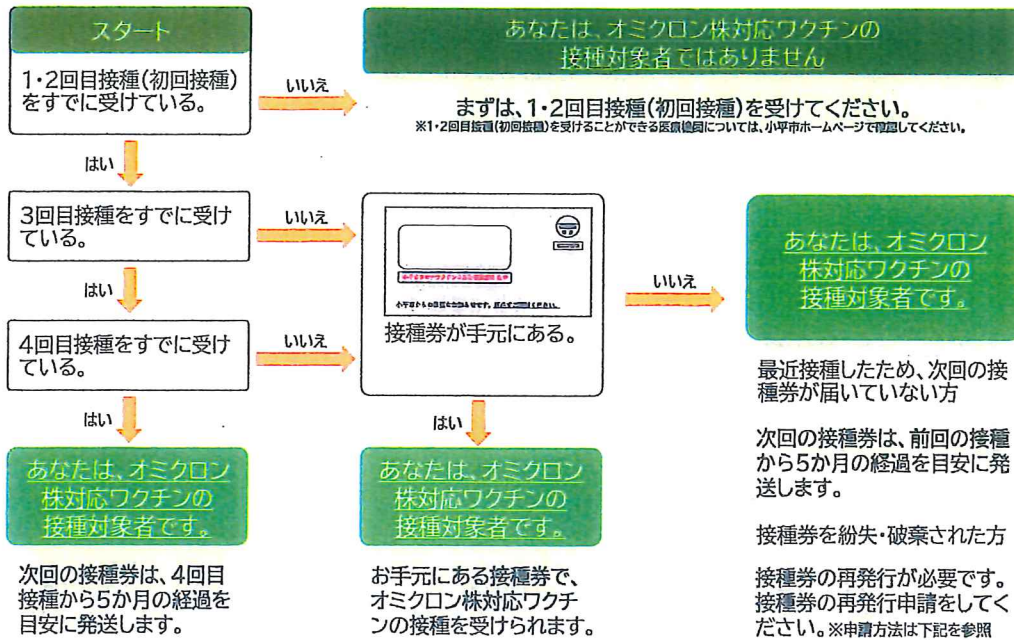 スタート
1・2回目接種(初回接種)
をすでに受けている。
いいえ
あなたは、オミクロン株対応ワクチンの
接種対象者ではありません
まずは、1・2回目接種(初回接種)を受けてください。
※1・2回目接種(初回接種)を受けることができる医療機関については、小平市ホームページで確認してください。
はい
3回目接種をすでに受け
ている。
いいえ
はい
4回目接種をすでに受け
ている。
いいえ
接種券が手元にある。
いいえ
あなたは、オミクロン
株対応ワクチンの
接種対象者です。
最近接種したため、次回の接
種券が届いていない方
次回の接種券は、前回の接種
から5か月の経過を目安に発
送します。
接種券を紛失・破棄された方
接種券の再発行が必要です。
接種券の再発行申請をしてく
ださい。※申請方法は下記を参照
はい
あなたは、オミクロン
株対応ワクチンの
接種対象者です。
次回の接種券は、4回目
接種から5か月の経過を
目安に発送します。
はい
あなたは、オミクロン
株対応ワクチンの
接種対象者です。
お手元にある接種券で、
オミクロン株対応ワクチ
ンの接種を受けられます。